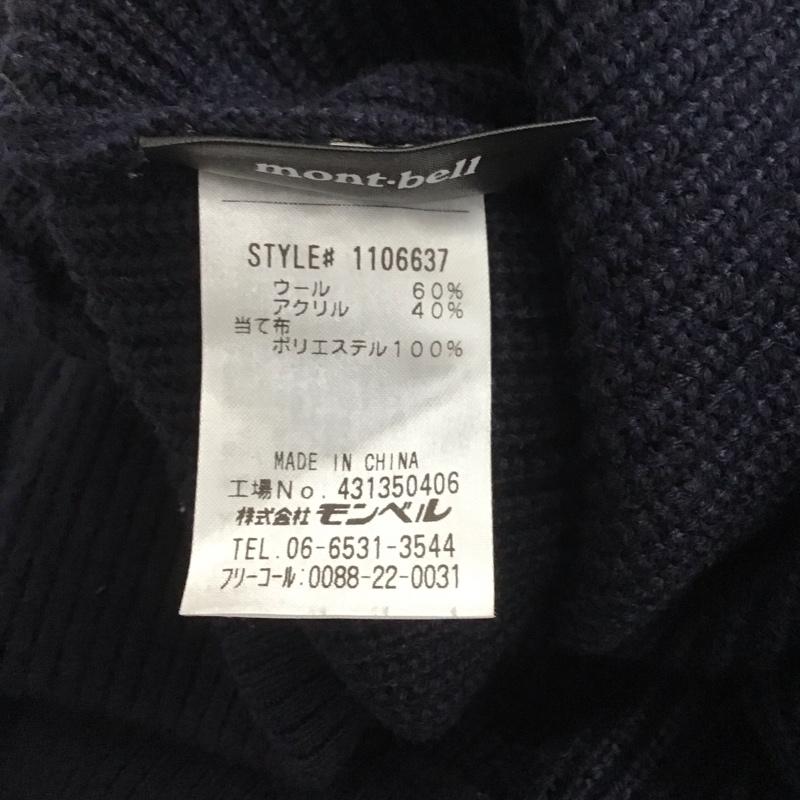 mont-bell
STYLE# 1106637
ウール 60%
アクリル 40%
当て布
ポリエステル100%
MADE IN CHINA
工場No. 431350406
株式会社 モンベル
TEL.06-6531-3544
フリーコール:0088-22-0031